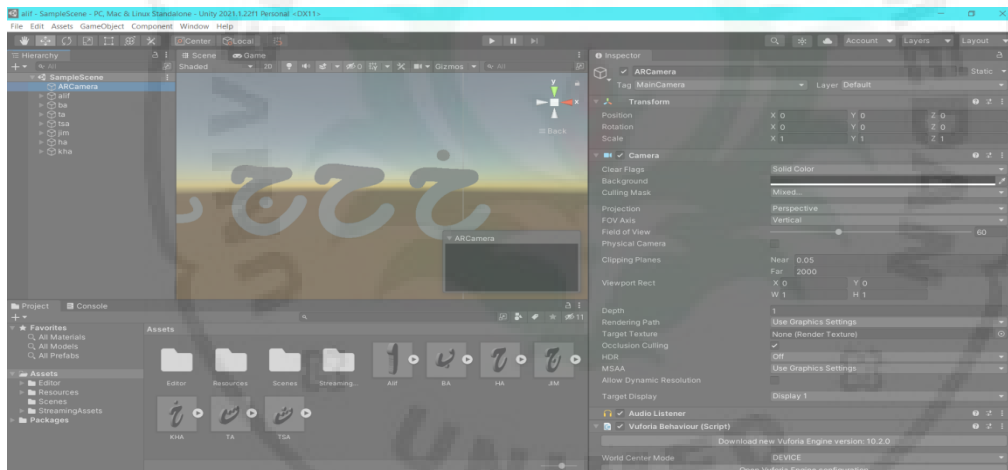 alif - SampleScene - PC, Mac & Linux Standalone - Unity 2021.1.22f1 Personal <DX11>
File Edit Assets GameObject Component Window Help
Center Local Account Layers Layout
Hierarchy
All
SampleScene
ARCamera
alif
ba
ta
tsa
jim
ha
kha
Scene Game
Shaded 2D 0 Gizmos All
y
x
Back
ARCamera
Inspector
ARCamera Static
Tag MainCamera Layer Default
Transform
Position X 0 Y 0 Z 0
Rotation X 0 Y 0 Z 0
Scale X 1 Y 1 Z 1
Camera
Clear Flags Solid Color
Background
Culling Mask Mixed...
Projection Perspective
FOV Axis Vertical
Field of View 60
Physical Camera
Clipping Planes Near 0.05
Far 2000
Viewport Rect X 0 Y 0
W 1 H 1
Depth 1
Rendering Path Use Graphics Settings
Target Texture None (Render Texture)
Occlusion Culling
HDR Off
MSAA Use Graphics Settings
Allow Dynamic Resolution
Target Display Display 1
Audio Listener
Vuforia Behaviour (Script)
Download new Vuforia Engine version: 10.2.0
World Center Mode DEVICE
Open Vuforia Engine configuration
Project Console
11
Favorites
All Materials
All Models
All Prefabs
Assets
Editor
Resources
Scenes
StreamingAssets
Packages
Assets
Editor Resources Scenes Streaming... Alif BA HA JIM
KHA TA TSA